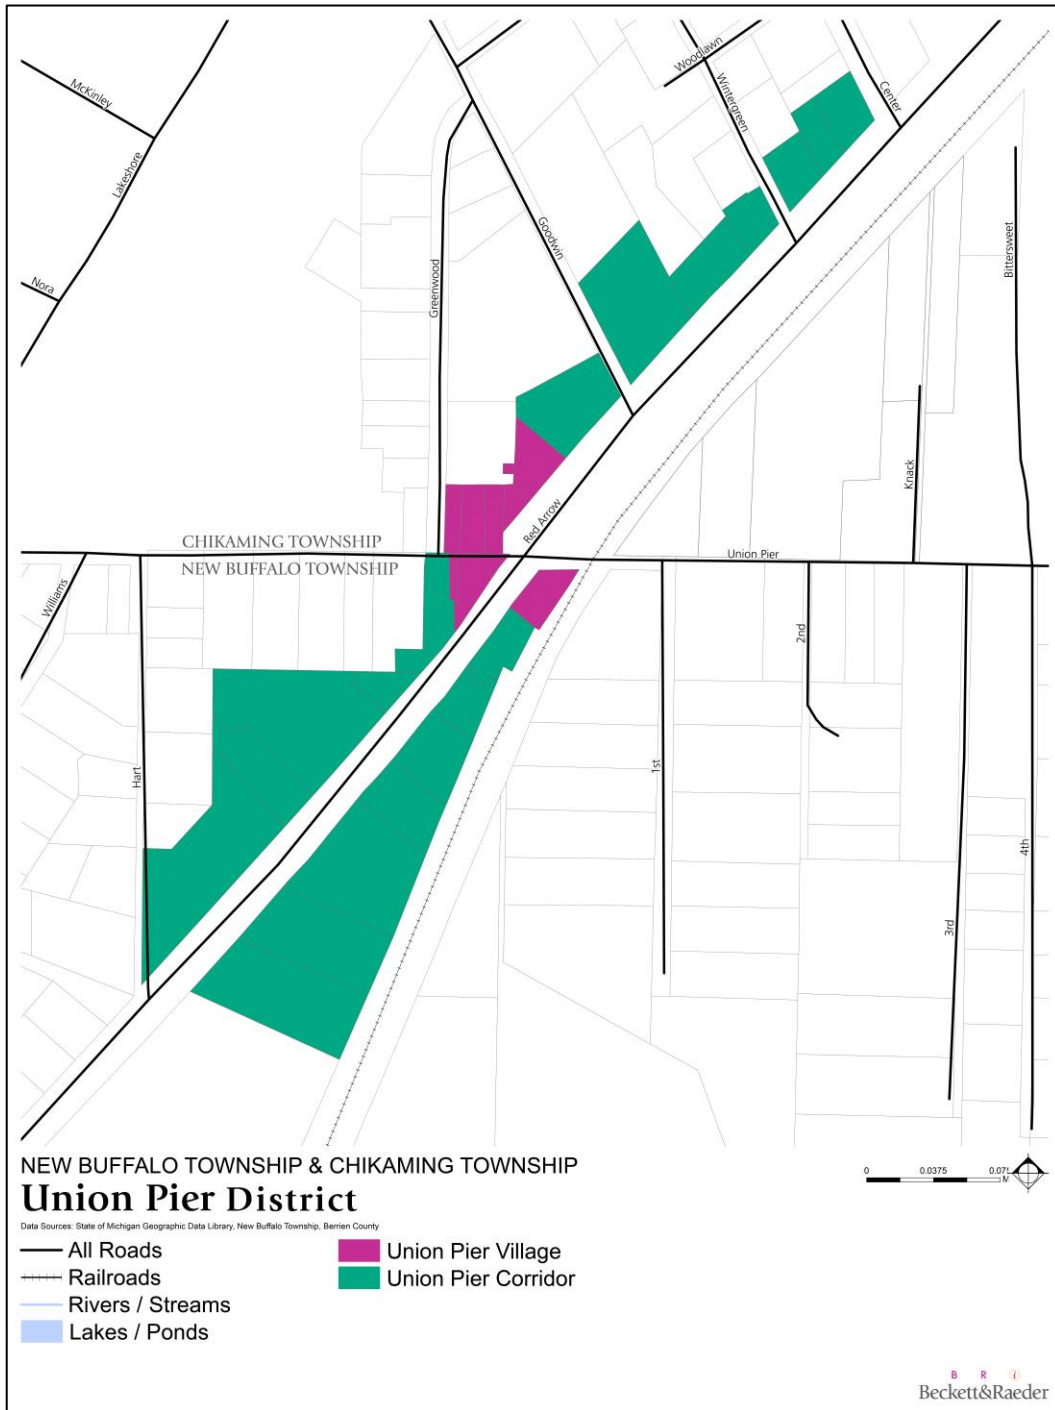 Woodlawn
McKinley
Wintergreen
Center
Lakeshore
Goodwin
Bittersweet
Nora
Greenwood
Knack
Red Arrow
CHIKAMING TOWNSHIP
Union Pier
NEW BUFFALO TOWNSHIP
Williams
2nd
Hart
1st
4th
3rd
NEW BUFFALO TOWNSHIP & CHIKAMING TOWNSHIP
Union Pier District
Data Sources: State of Michigan Geographic Data Library, New Buffalo Township, Berrien County
0 0.0375
All Roads
Railroads
Rivers / Streams
Lakes / Ponds
Union Pier Village
Union Pier Corridor
B R i
Beckett&Raeder